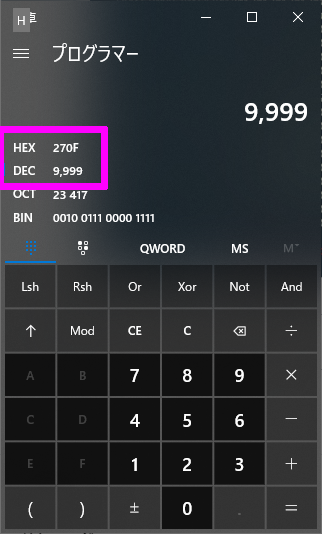 H
プログラマー
9,999
HEX 270F
DEC 9,999
OCT 23 417
BIN 0010 0111 0000 1111
QWORD MS M˅
Lsh Rsh Or Xor Not And
↑ Mod CE C ⌫ ÷
A B 7 8 9 ×
C D 4 5 6 −
E F 1 2 3 +
( ) ± 0 . =